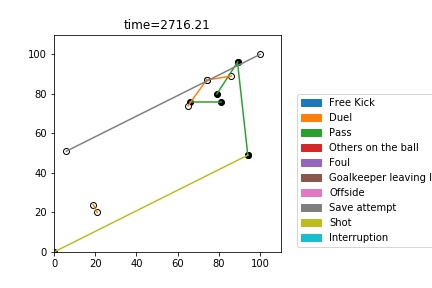 time=2716.21
100
80
60
40
20
0
0
20
40
60
80
100
Free Kick
Duel
Pass
Others on the ball
Foul
Goalkeeper leaving l
Offside
Save attempt
Shot
Interruption